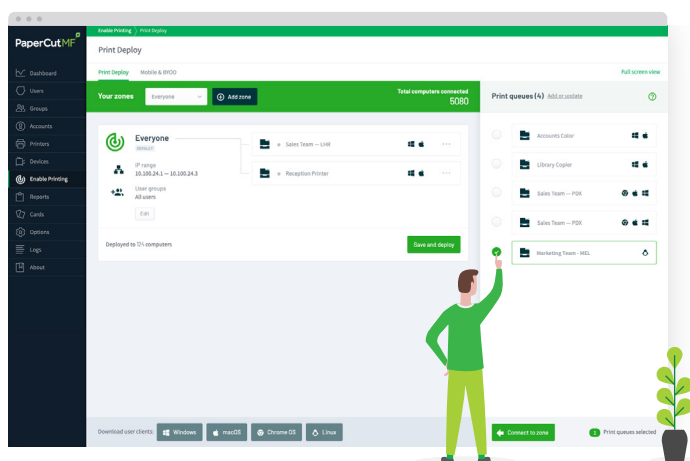 PaperCut MF
Enable Printing Print Deploy
Print Deploy
Dashboard
Users
Groups
Accounts
Printers
Devices
Enable Printing
Reports
Cards
Options
Logs
About
Print Deploy Mobile & BYOD Full screen view
Your zones Everyone Add zone Total computers connected
5080
Everyone
DEFAULT
IP range
10.100.24.1 — 10.100.24.3
User groups
All users
Edit
Sales Team — LHR
Reception Printer
Deployed to 124 computers Save and deploy
Print queues (4) Add or update
Accounts Color
Library Copier
Sales Team — PDX
Sales Team — PDX
Marketing Team - MEL
Download user clients: Windows macOS Chrome OS Linux
Connect to zone 1 Print queues selected